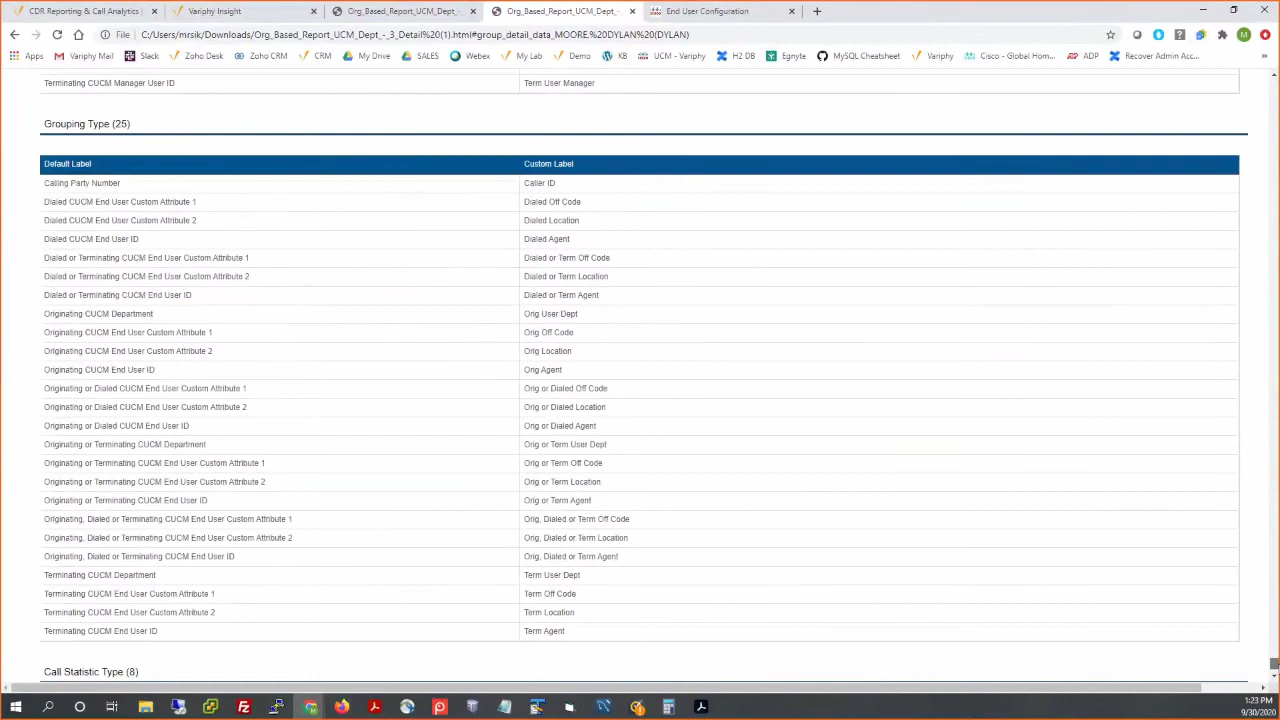 CDR Reporting & Call Analytics
Variphy Insight
Org_Based_Report_UCM_Dept_-
Org_Based_Report_UCM_Dept_-
End User Configuration
File
C:/Users/mrsik/Downloads/Org_Based_Report_UCM_Dept_-_3_Detail%20(1).html#group_detail_data_MOORE.%20DYLAN%20(DYLAN)
M
Apps
Variphy Mail
Slack
Zoho Desk
Zoho CRM
CRM
My Drive
SALES
Webex
My Lab
Demo
KB
UCM - Variphy
H2 DB
Egnyte
MySQL Cheatsheet
Variphy
Cisco - Global Hom...
ADP
Recover Admin Acc...
Terminating CUCM Manager User ID
Term User Manager
Grouping Type (25)
Default Label
Custom Label
Calling Party Number
Caller ID
Dialed CUCM End User Custom Attribute 1
Dialed Off Code
Dialed CUCM End User Custom Attribute 2
Dialed Location
Dialed CUCM End User ID
Dialed Agent
Dialed or Terminating CUCM End User Custom Attribute 1
Dialed or Term Off Code
Dialed or Terminating CUCM End User Custom Attribute 2
Dialed or Term Location
Dialed or Terminating CUCM End User ID
Dialed or Term Agent
Originating CUCM Department
Orig User Dept
Originating CUCM End User Custom Attribute 1
Orig Off Code
Originating CUCM End User Custom Attribute 2
Orig Location
Originating CUCM End User ID
Orig Agent
Originating or Dialed CUCM End User Custom Attribute 1
Orig or Dialed Off Code
Originating or Dialed CUCM End User Custom Attribute 2
Orig or Dialed Location
Originating or Dialed CUCM End User ID
Orig or Dialed Agent
Originating or Terminating CUCM Department
Orig or Term User Dept
Originating or Terminating CUCM End User Custom Attribute 1
Orig or Term Off Code
Originating or Terminating CUCM End User Custom Attribute 2
Orig or Term Location
Originating or Terminating CUCM End User ID
Orig or Term Agent
Originating, Dialed or Terminating CUCM End User Custom Attribute 1
Orig, Dialed or Term Off Code
Originating, Dialed or Terminating CUCM End User Custom Attribute 2
Orig, Dialed or Term Location
Originating, Dialed or Terminating CUCM End User ID
Orig, Dialed or Term Agent
Terminating CUCM Department
Term User Dept
Terminating CUCM End User Custom Attribute 1
Term Off Code
Terminating CUCM End User Custom Attribute 2
Term Location
Terminating CUCM End User ID
Term Agent
Call Statistic Type (8)
1:23 PM
9/30/2020